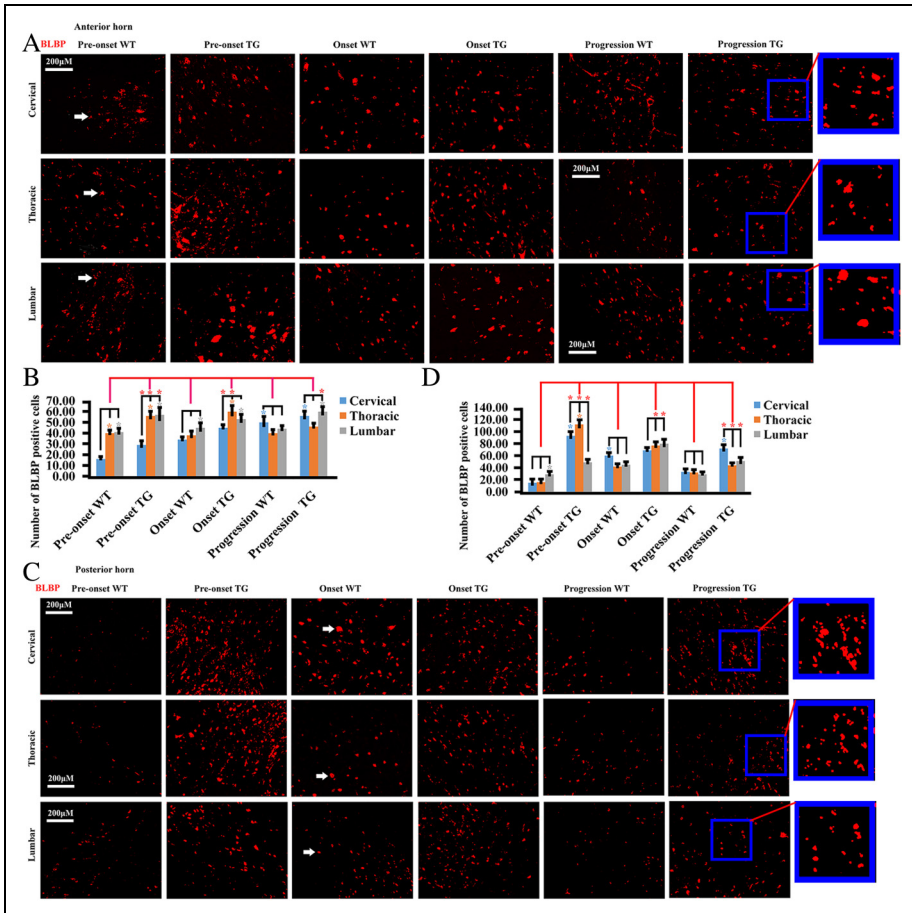 Anterior horn
A
BLBP Pre-onset WT Pre-onset TG Onset WT Onset TG Progression WT Progression TG
200μM
Cervical
Thoracic
200μM
Lumbar
200μM
B
Number of BLBP positive cells
70.00
60.00
50.00
40.00
30.00
20.00
10.00
0.00
* * * * * * * * *
Cervical
Thoracic
Lumbar
Pre-onset WT
Pre-onset TG
Onset WT
Onset TG
Progression WT
Progression TG
D
Number of BLBP positive cells
140.00
120.00
100.00
80.00
60.00
40.00
20.00
0.00
* * * * * * * *
Cervical
Thoracic
Lumbar
Pre-onset WT
Pre-onset TG
Onset WT
Onset TG
Progression WT
Progression TG
C
Posterior horn
BLBP Pre-onset WT Pre-onset TG Onset WT Onset TG Progression WT Progression TG
200μM
Cervical
Thoracic
200μM
200μM
Lumbar